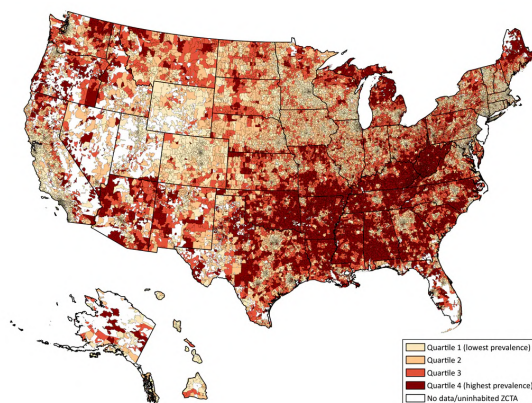 Quartile 1 (lowest prevalence)
Quartile 2
Quartile 3
Quartile 4 (highest prevalence)
No data/uninhabited ZCTA